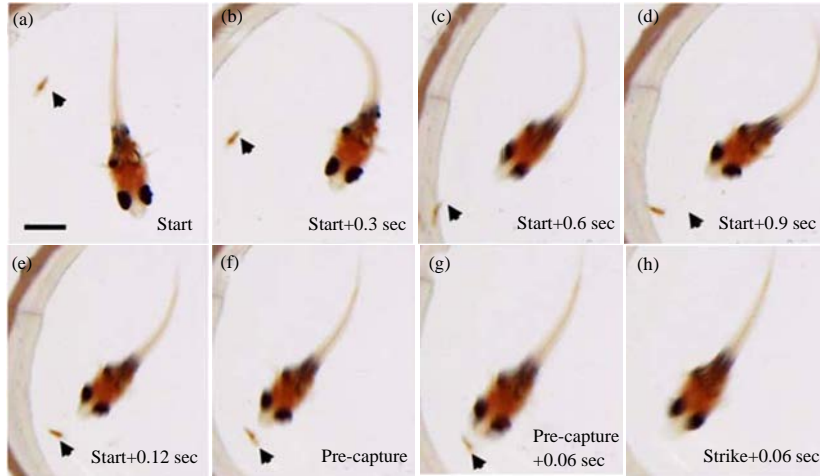 (a)
Start
(b)
Start+0.3 sec
(c)
Start+0.6 sec
(d)
Start+0.9 sec
(e)
Start+0.12 sec
(f)
Pre-capture
(g)
Pre-capture
+0.06 sec
(h)
Strike+0.06 sec